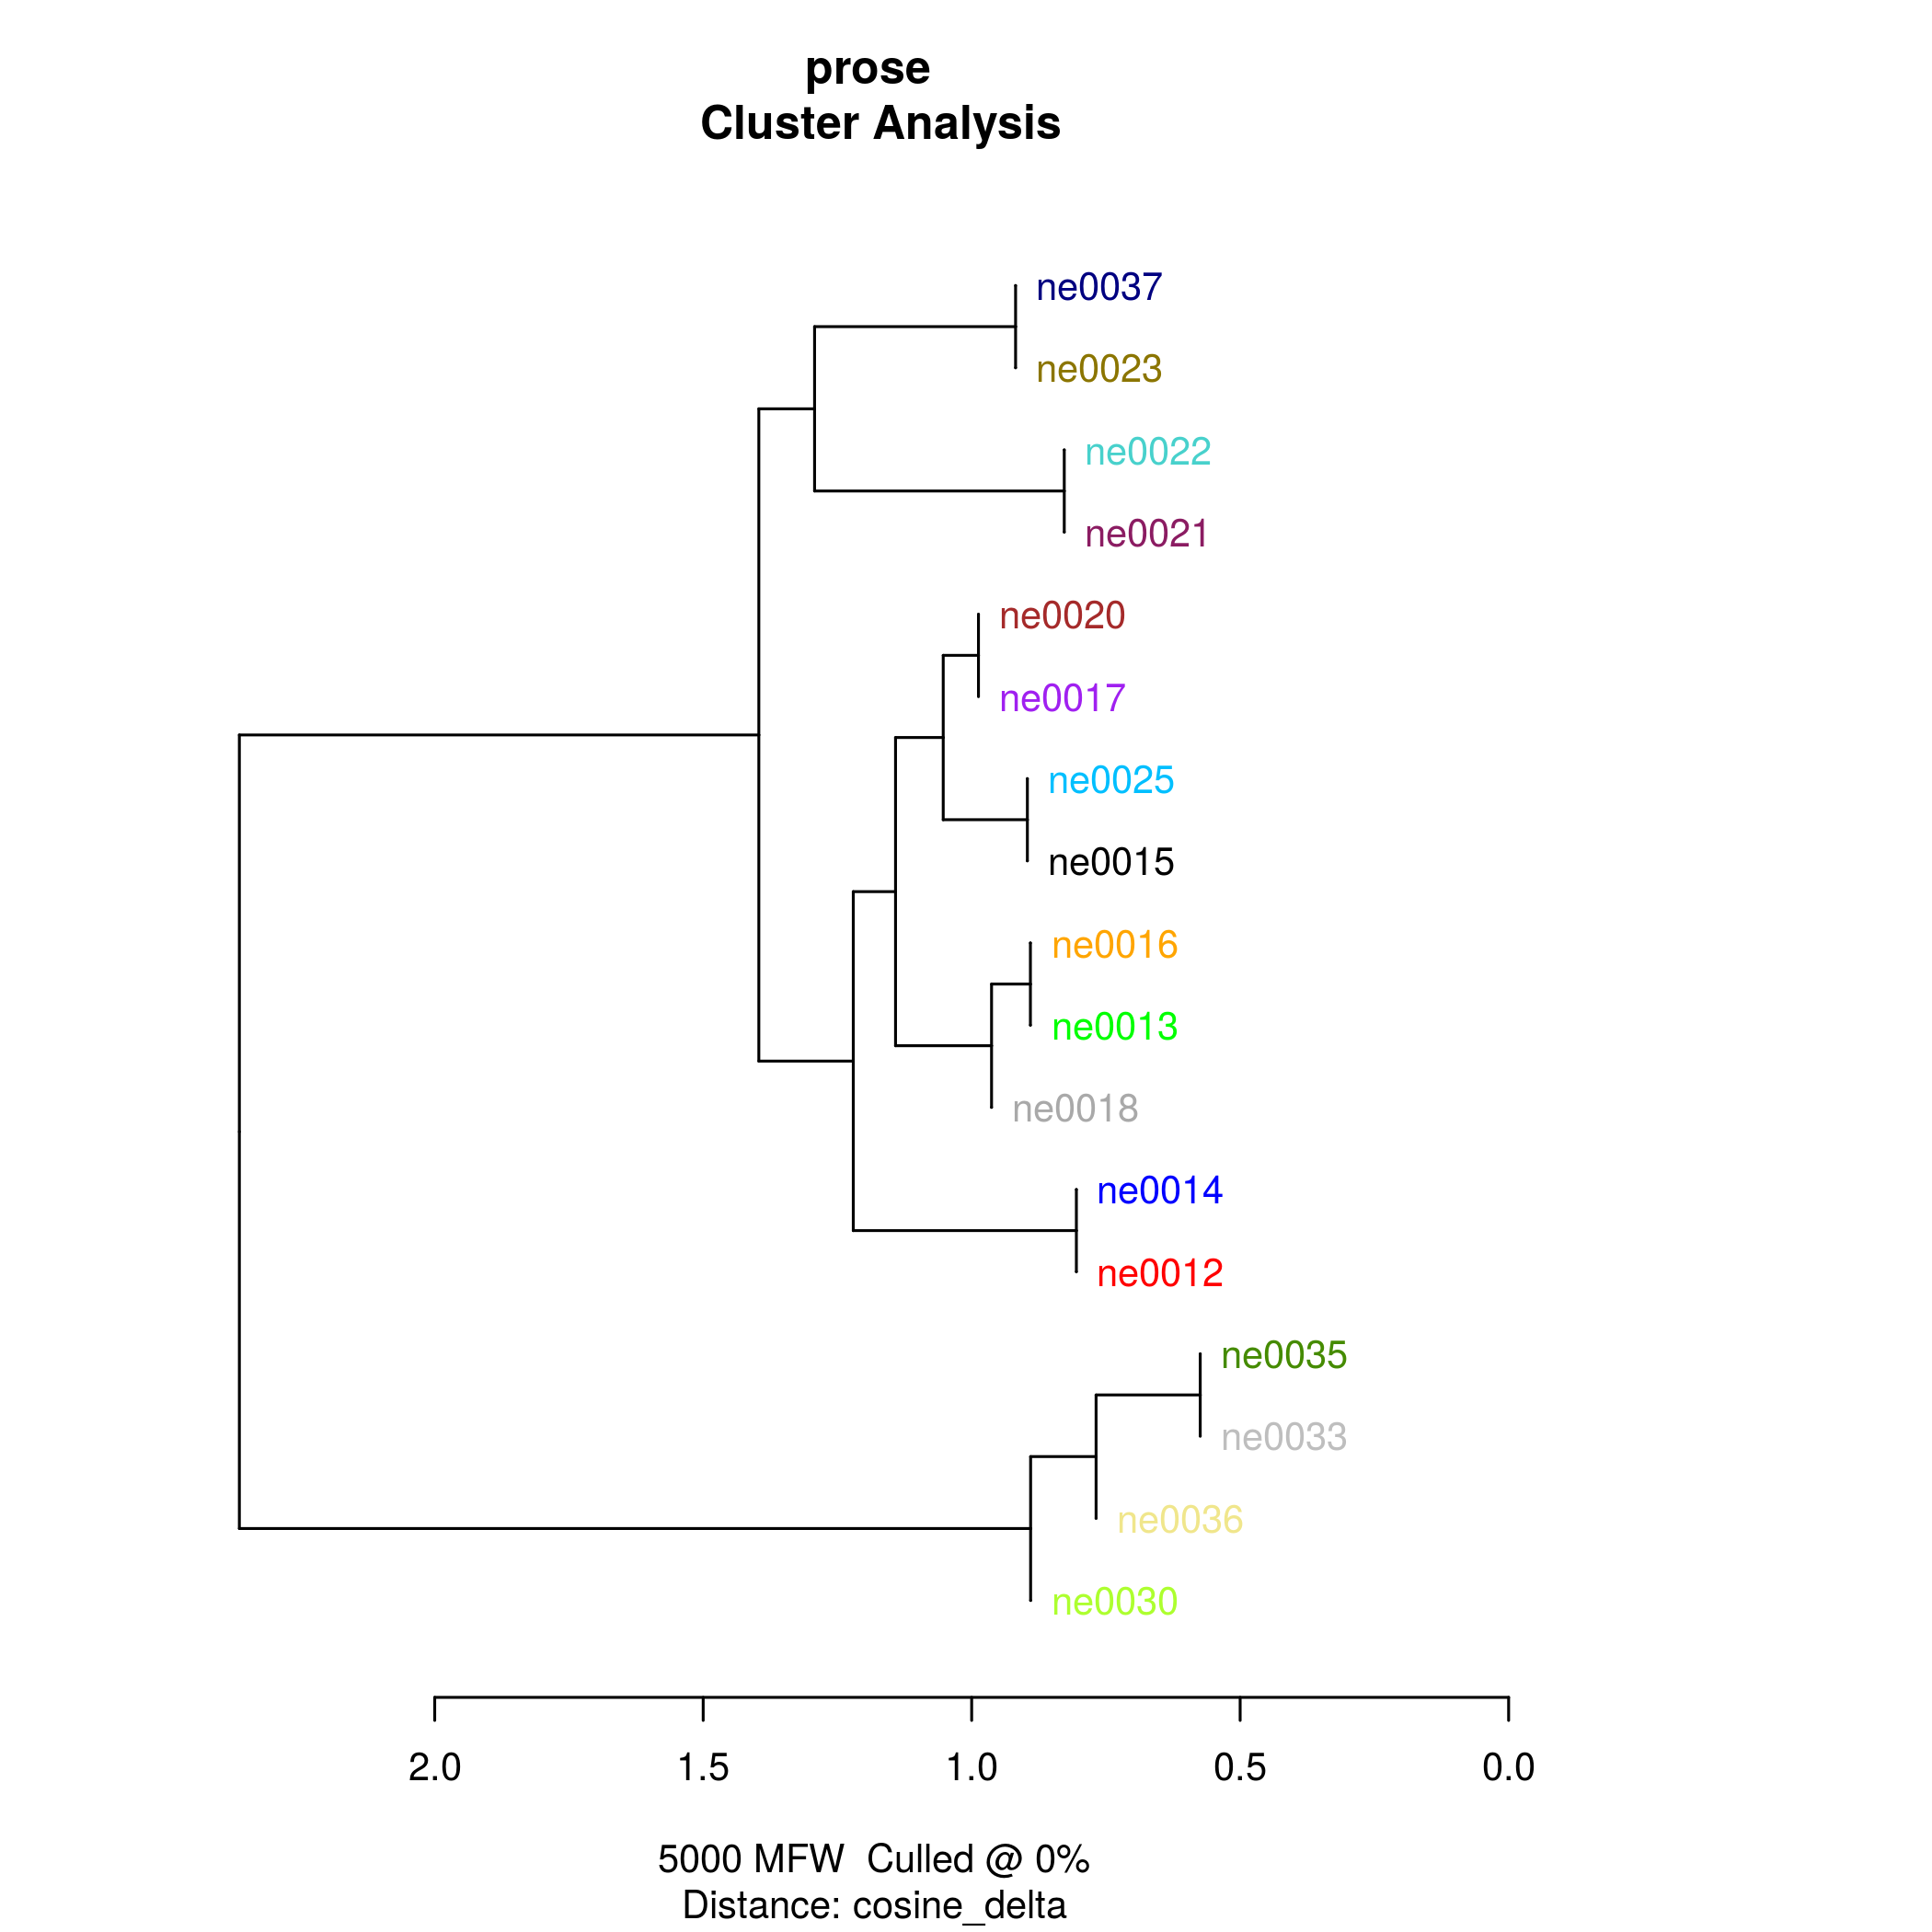 prose
Cluster Analysis
ne0037
ne0023
ne0022
ne0021
ne0020
ne0017
ne0025
ne0015
ne0016
ne0013
ne0018
ne0014
ne0012
ne0035
ne0033
ne0036
ne0030
2.0 1.5 1.0 0.5 0.0
5000 MFW  Culled @ 0%
Distance: cosine_delta